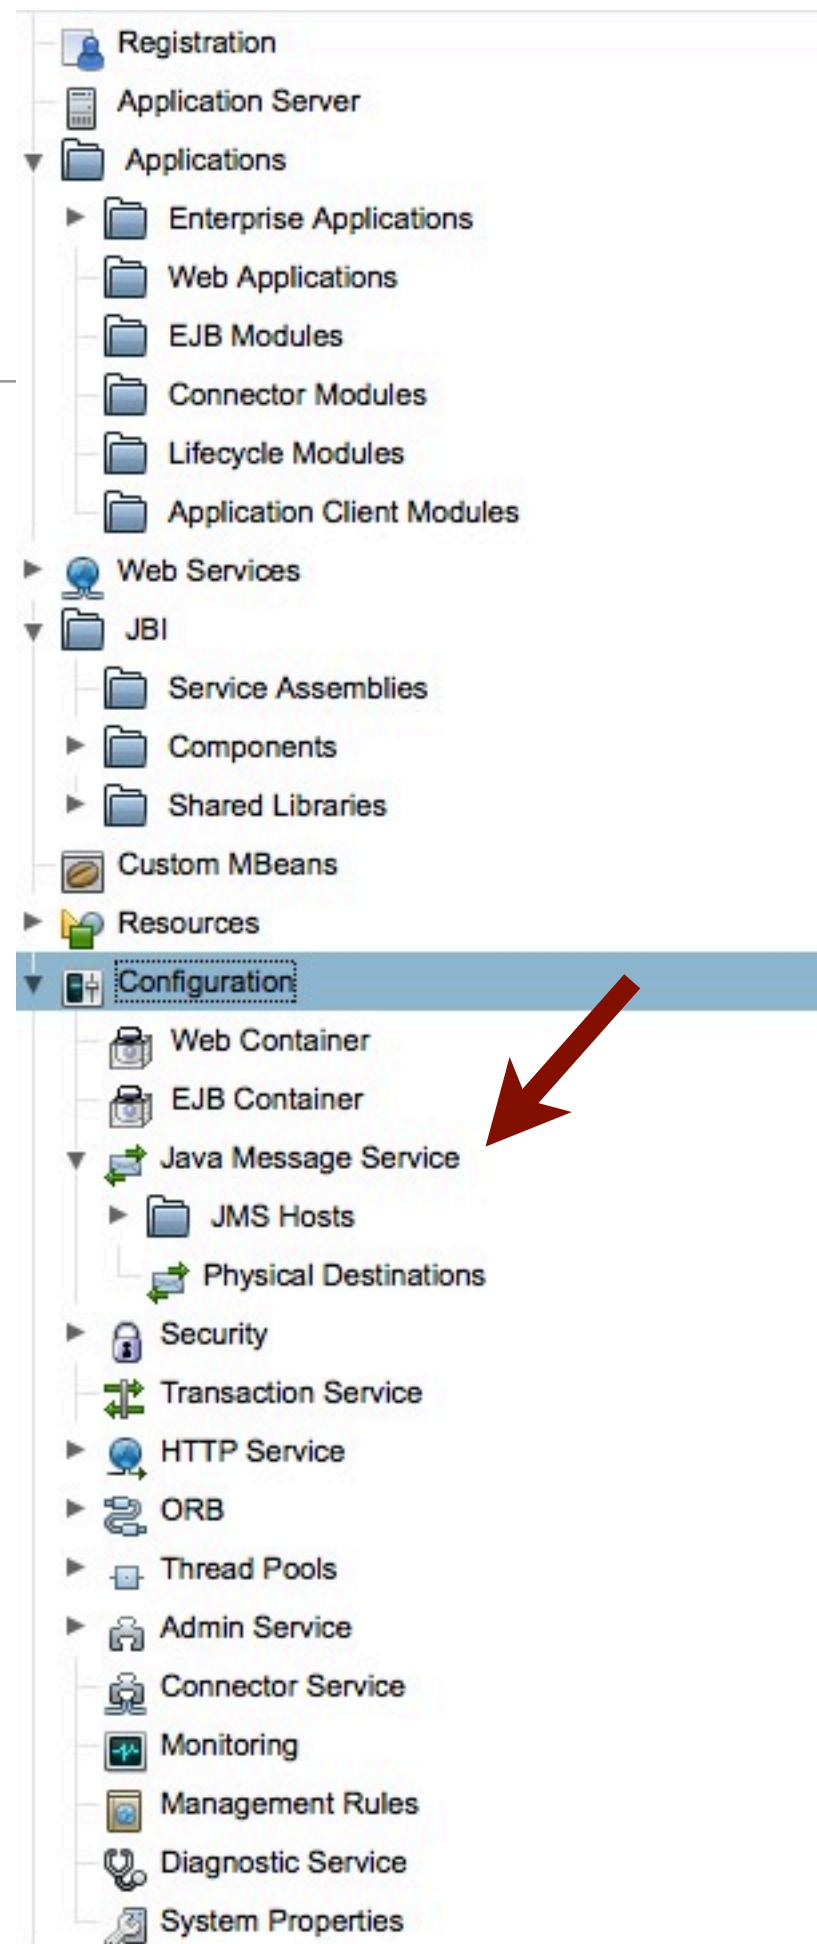 Registration
Application Server
Applications
Enterprise Applications
Web Applications
EJB Modules
Connector Modules
Lifecycle Modules
Application Client Modules
Web Services
JBI
Service Assemblies
Components
Shared Libraries
Custom MBeans
Resources
Configuration
Web Container
EJB Container
Java Message Service
JMS Hosts
Physical Destinations
Security
Transaction Service
HTTP Service
ORB
Thread Pools
Admin Service
Connector Service
Monitoring
Management Rules
Diagnostic Service
System Properties